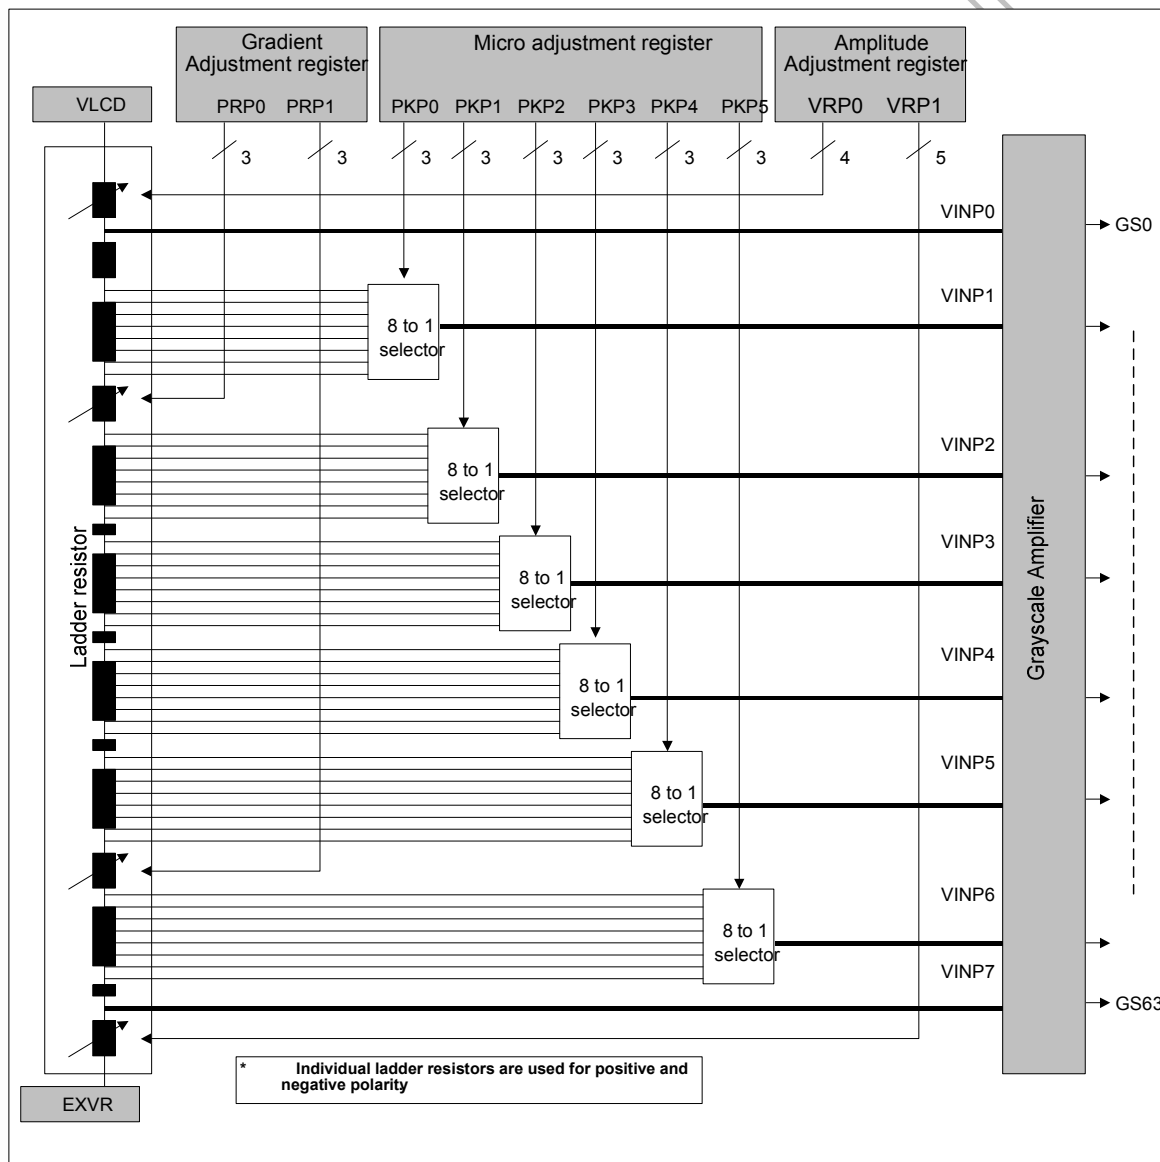 Gradient
Adjustment register
Micro adjustment register
Amplitude
Adjustment register
VLCD
PRP0 PRP1
PKP0 PKP1 PKP2 PKP3 PKP4 PKP5
VRP0 VRP1
3 3 3 3 3 3 3 3 4 5
VINP0
GS0
VINP1
8 to 1
selector
VINP2
8 to 1
selector
VINP3
8 to 1
selector
VINP4
8 to 1
selector
VINP5
8 to 1
selector
VINP6
8 to 1
selector
VINP7
GS63
Ladder resistor
Grayscale Amplifier
* Individual ladder resistors are used for positive and
negative polarity
EXVR